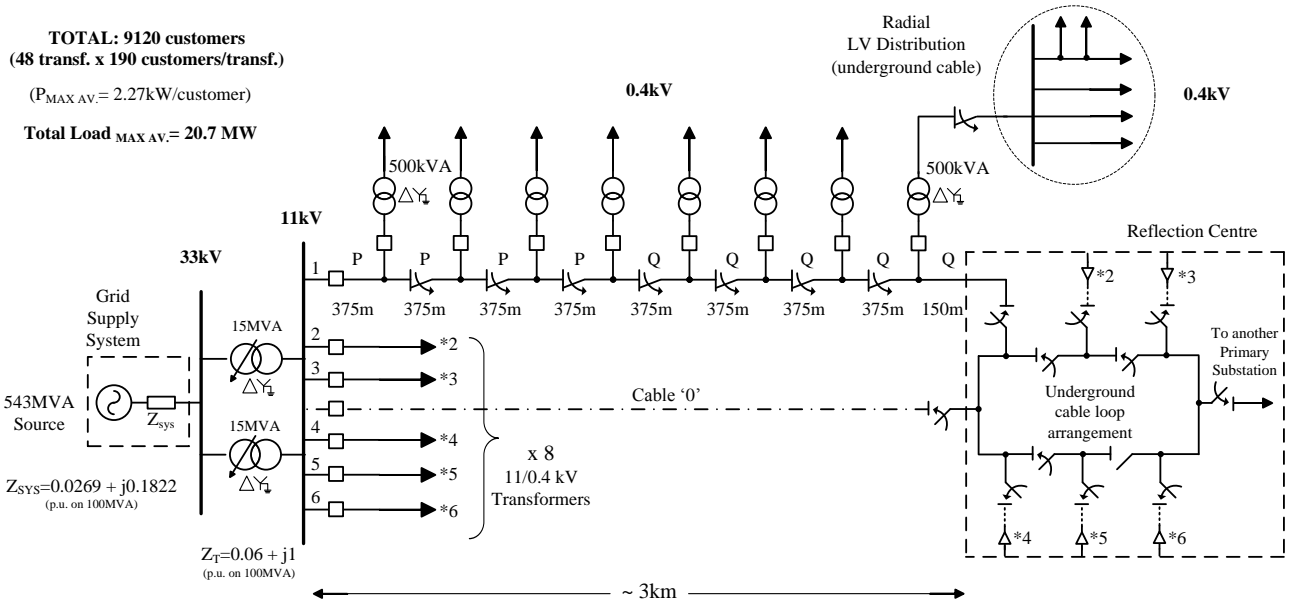 TOTAL: 9120 customers
(48 transf. x 190 customers/transf.)
(P MAX AV.= 2.27kW/customer)
Total Load MAX AV.= 20.7 MW
Radial
LV Distribution
(underground cable)
0.4kV
0.4kV
500kVA
500kVA
11kV
33kV
Grid
Supply
System
543MVA
Source
Zsys
ZSYS=0.0269 + j0.1822
(p.u. on 100MVA)
15MVA
15MVA
ZT=0.06 + j1
(p.u. on 100MVA)
1
P P P P Q Q Q Q Q
375m 375m 375m 375m 375m 375m 375m 375m 150m
2
*2
3
*3
Cable ‘0’
4
*4
5
*5
6
*6
x 8
11/0.4 kV
Transformers
Reflection Centre
*2 *3
To another
Primary
Substation
Underground
cable loop
arrangement
*4 *5 *6
~ 3km